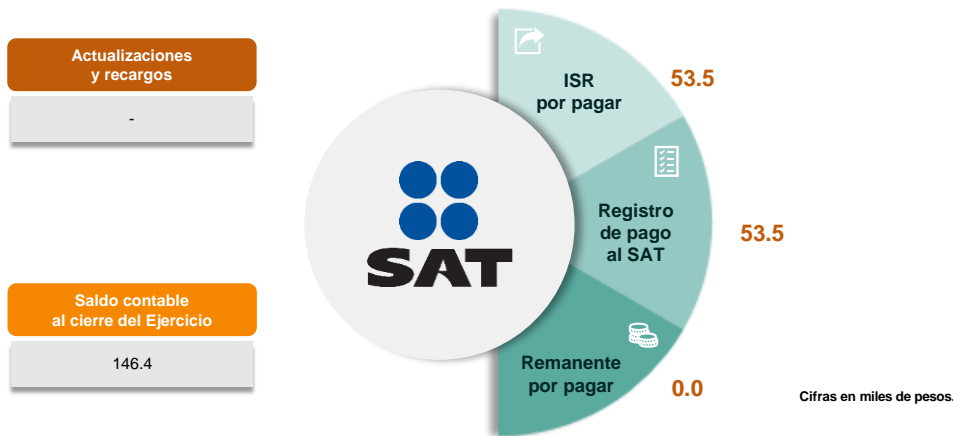 Actualizaciones
y recargos
-
Saldo contable
al cierre del Ejercicio
146.4
SAT
ISR
por pagar
53.5
Registro
de pago
al SAT
53.5
Remanente
por pagar
0.0
Cifras en miles de pesos.